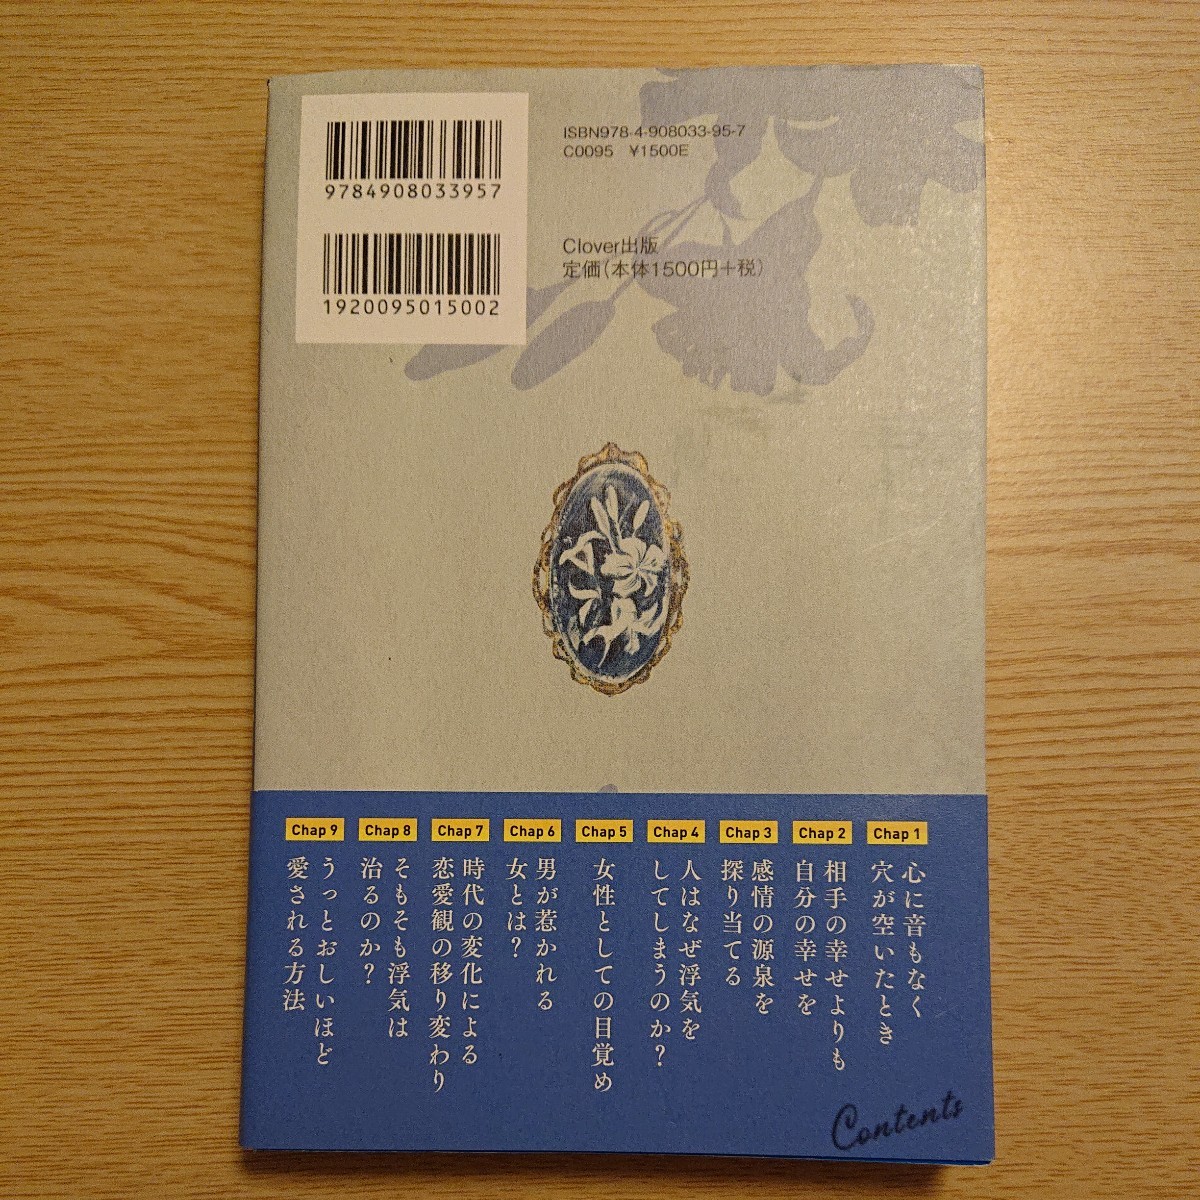 9784908033957
ISBN978-4-908033-95-7
C0095 ¥1500E
1920095015002
Clover出版
定価(本体1500円+税)
Chap 1
心に音もなく
穴が空いたとき
Chap 2
相手の幸せよりも
自分の幸せを
Chap 3
感情の源泉を
探り当てる
Chap 4
人はなぜ浮気を
してしまうのか?
Chap 5
女性としての目覚め
Chap 6
男が惹かれる
女とは?
Chap 7
時代の変化による
恋愛観の移り変わり
Chap 8
そもそも浮気は
治るのか?
Chap 9
うっとおしいほど
愛される方法
Contents